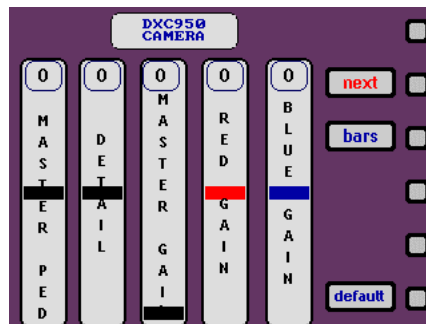 DXC950
CAMERA
0
0
0
0
0
MASTER PED
DETAIL
MASTER GAI
RED GAIN
BLUE GAIN
next
bars
default